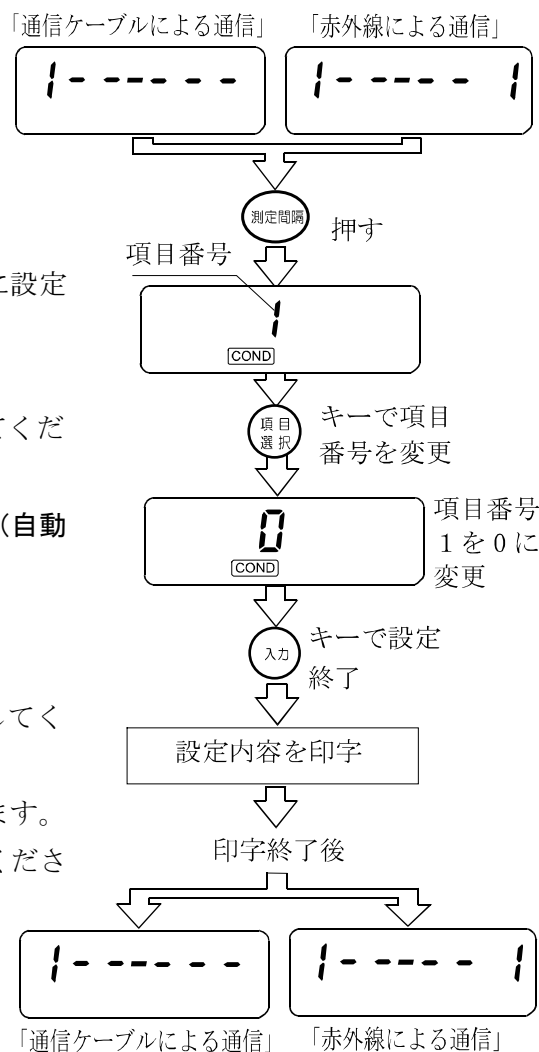 「通信ケーブルによる通信」 「赤外線による通信」
1- ---- - 1- ---- 1
測定間隔 押す
項目番号
に設定
1
COND
てくだ
項目選択 キーで項目
番号を変更
（自動
0
COND
項目番号
１を０に
変更
入力 キーで設定
終了
してく
設定内容を印字
ます。
印字終了後
くださ
1- ---- - 1- ---- 1
「通信ケーブルによる通信」 「赤外線による通信」